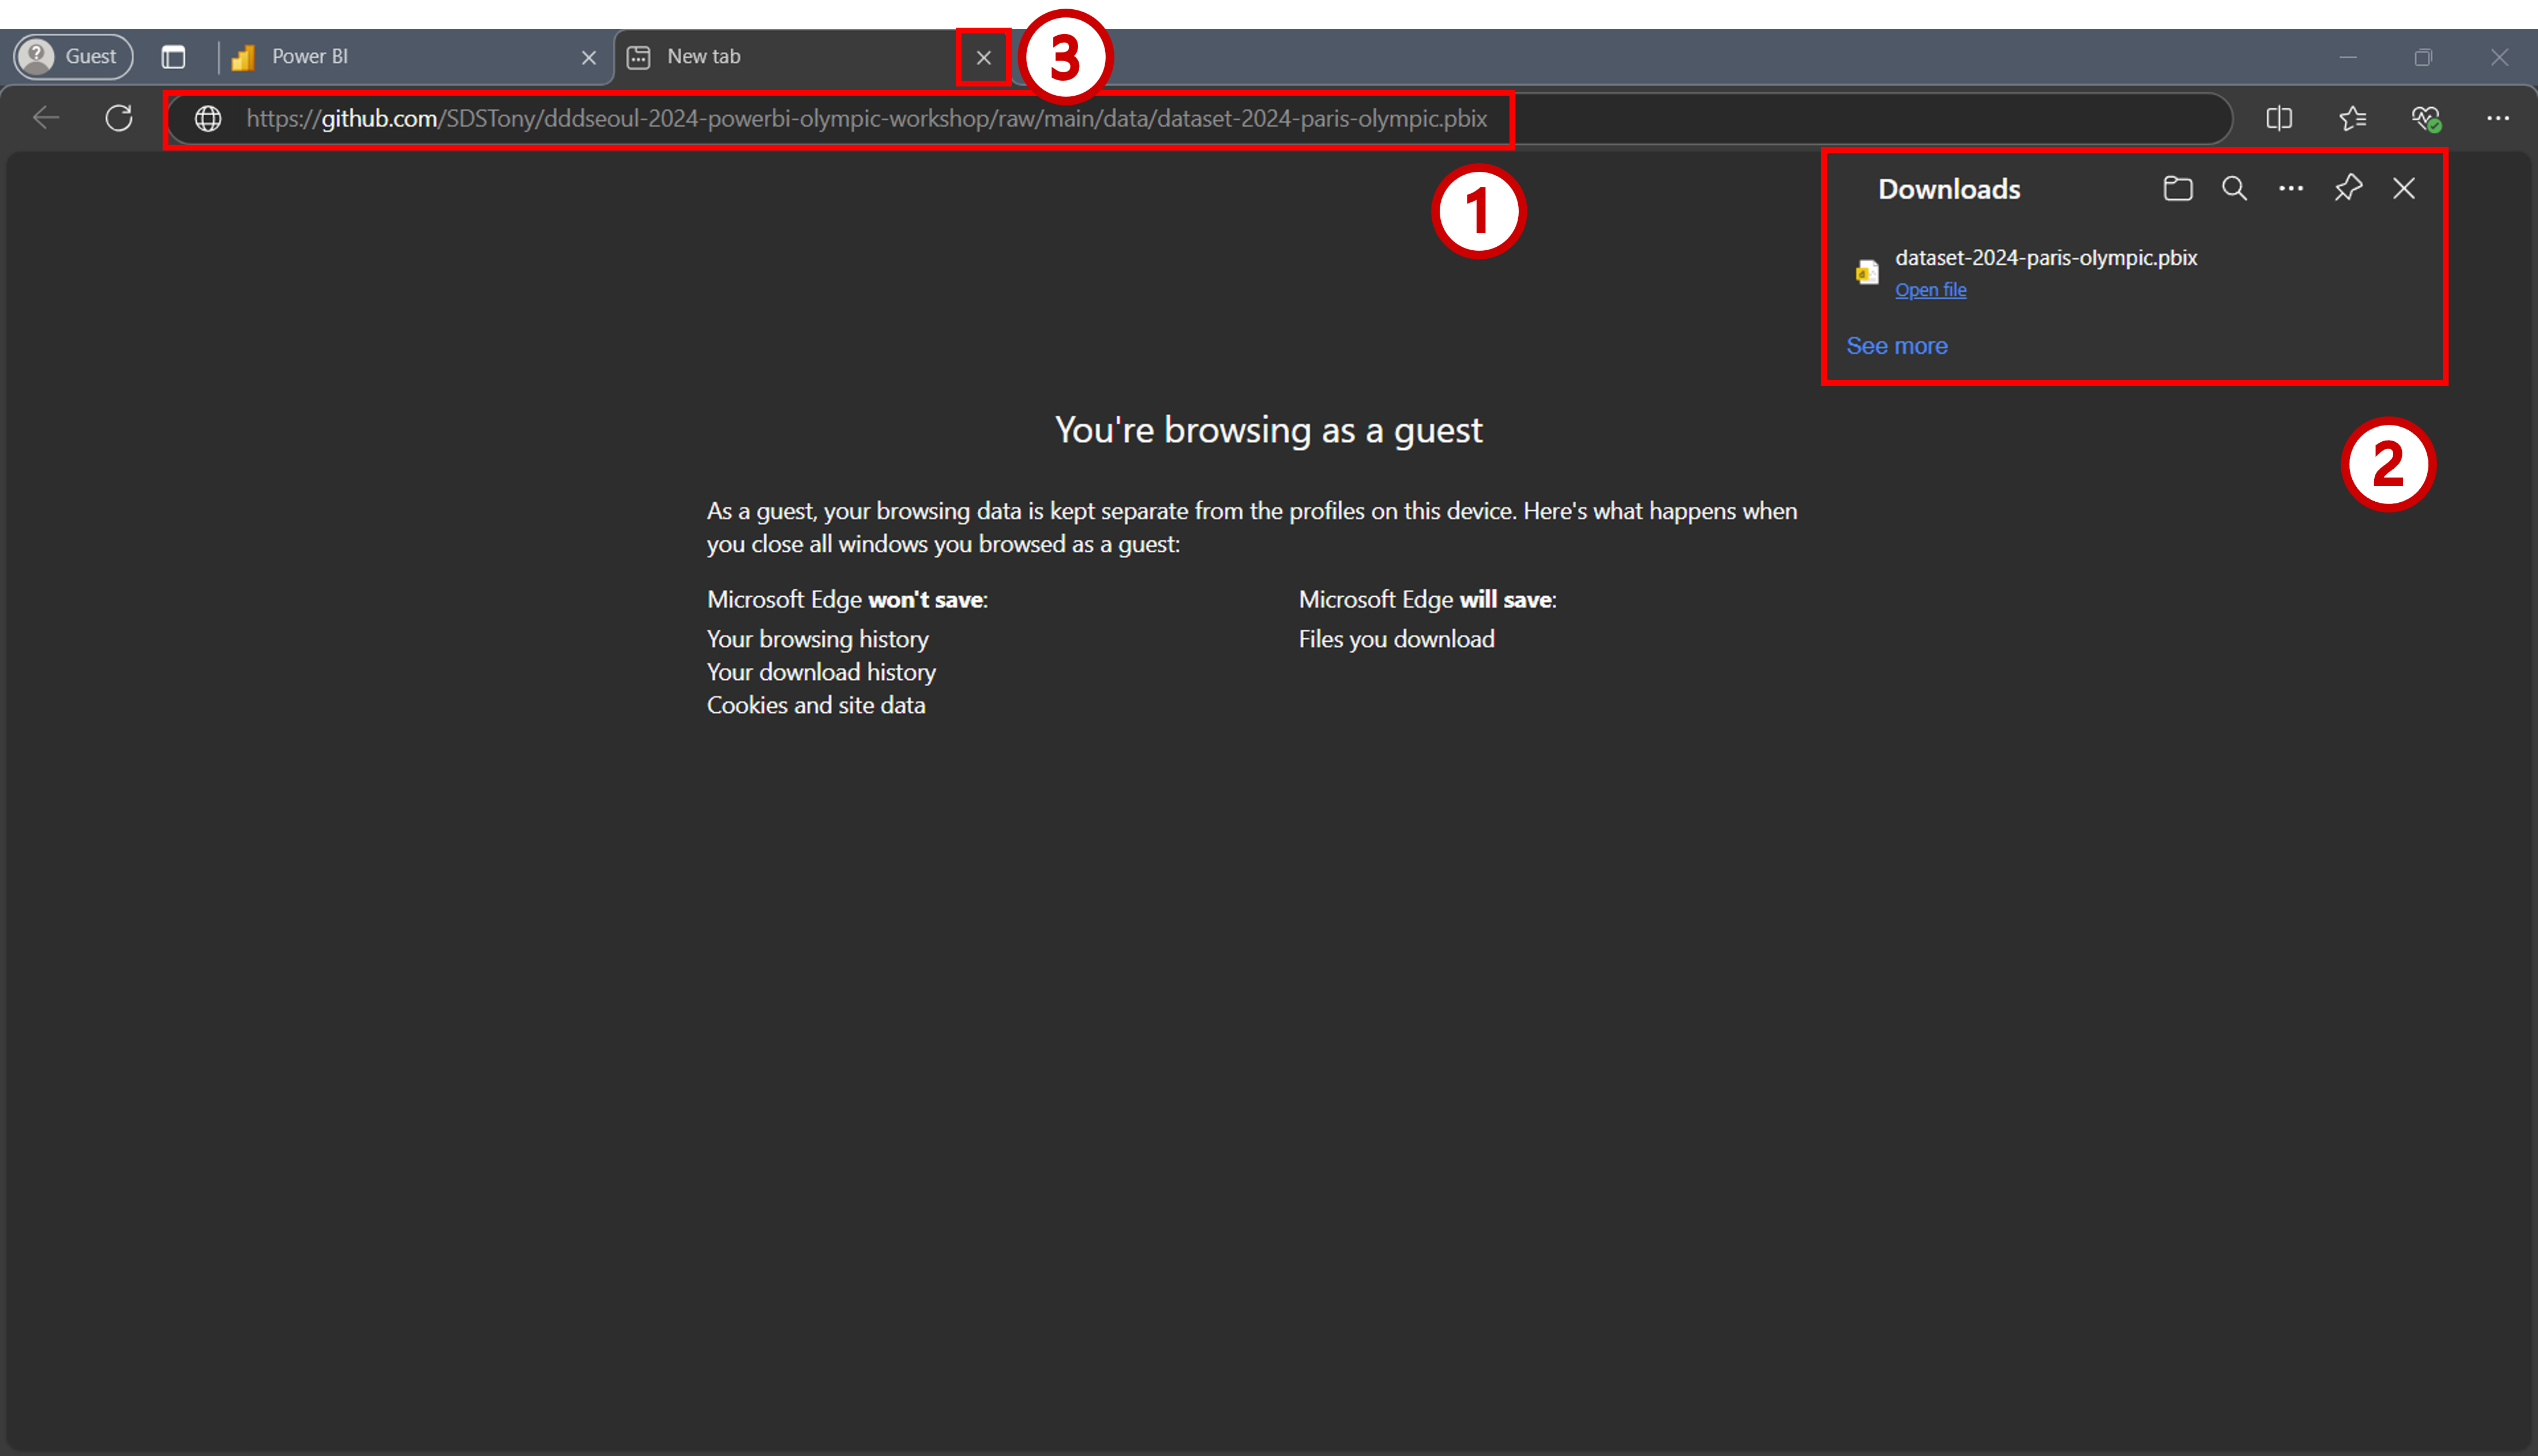 Guest
Power BI
New tab
3
https://github.com/SDSTony/dddseoul-2024-powerbi-olympic-workshop/raw/main/data/dataset-2024-paris-olympic.pbix
1
Downloads
dataset-2024-paris-olympic.pbix
Open file
See more
2
You're browsing as a guest
As a guest, your browsing data is kept separate from the profiles on this device. Here's what happens when
you close all windows you browsed as a guest:
Microsoft Edge won't save:
Your browsing history
Your download history
Cookies and site data
Microsoft Edge will save:
Files you download